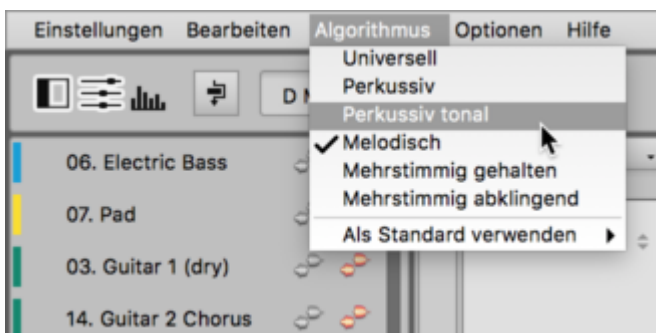 Einstellungen Bearbeiten Algorithmus Optionen Hilfe
Universell
Perkussiv
Perkussiv tonal
Melodisch
Mehrstimmig gehalten
Mehrstimmig abklingend
Als Standard verwenden
D
06. Electric Bass
07. Pad
03. Guitar 1 (dry)
14. Guitar 2 Chorus